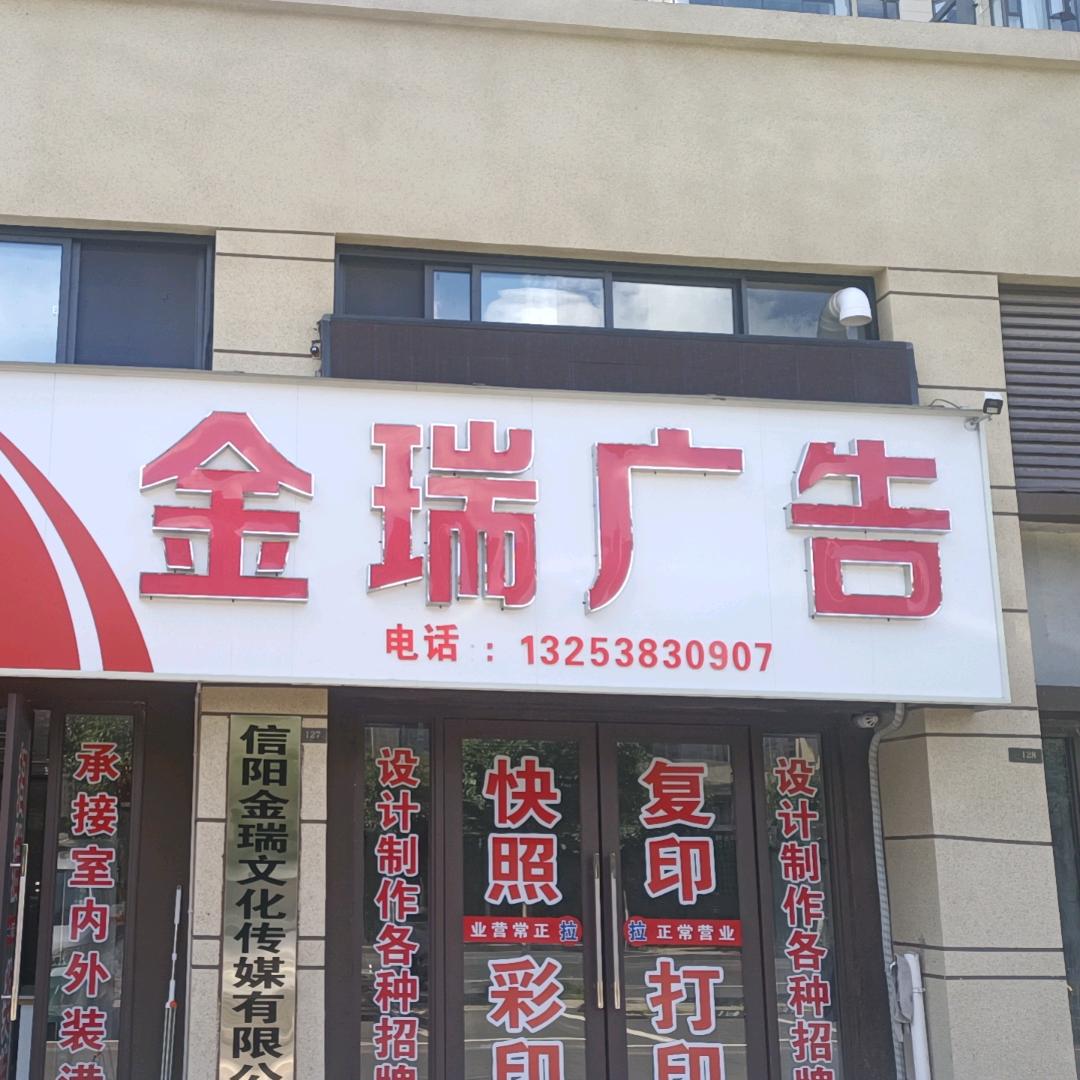 金瑞广告
电话：13253830907
127
128
承接室内外装潢
信阳金瑞文化传媒有限公
设计制作各种招牌
快照
业营常正 拉
彩印
复印
拉 正常营业
打印
设计制作各种招牌